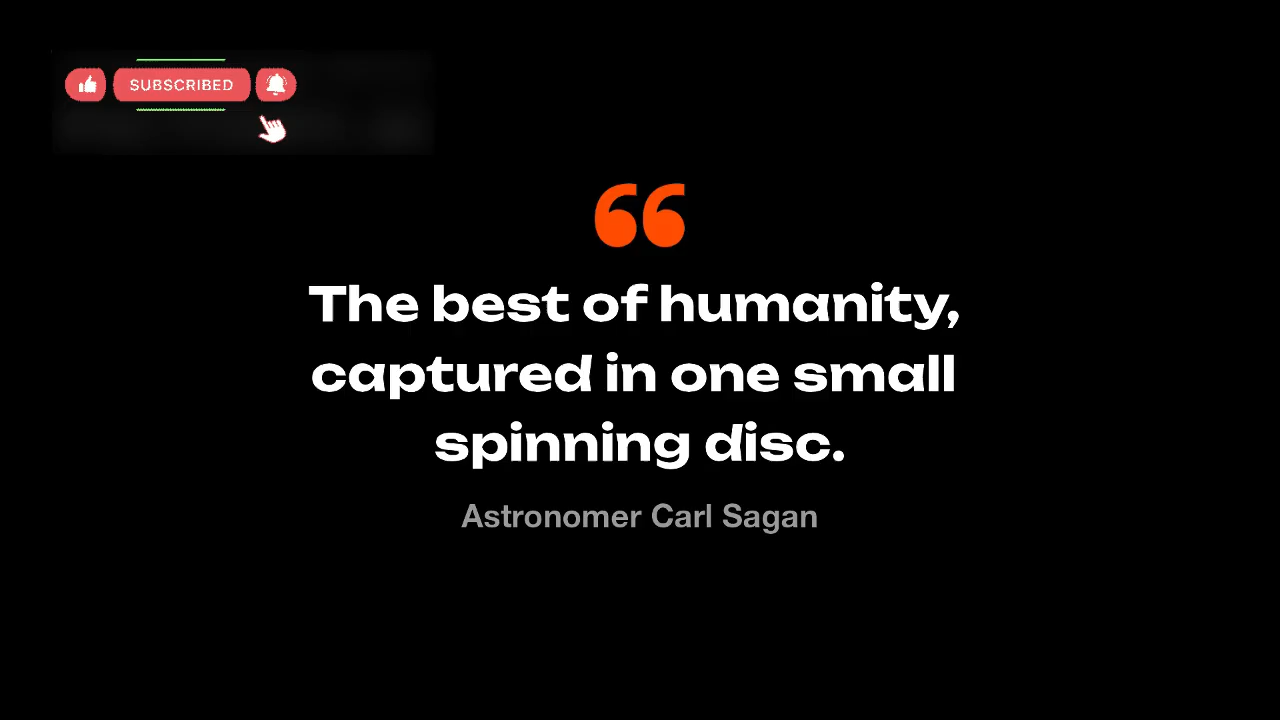 SUBSCRIBED
“
The best of humanity,
captured in one small
spinning disc.
Astronomer Carl Sagan